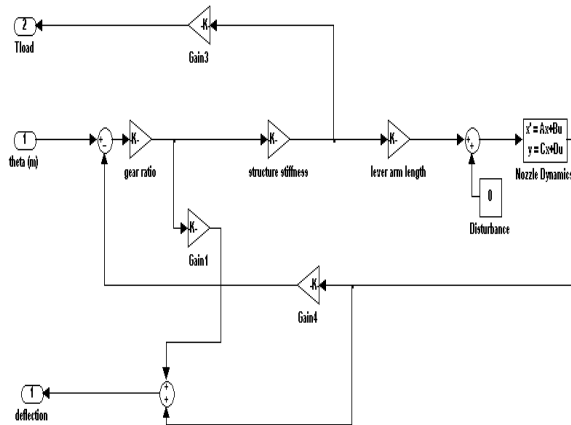 2
Tload
-K
Gain3
1
theta (m)
+
−
K-
gear ratio
K-
structure stiffness
K-
lever arm length
+
+
x' = Ax+Bu
y = Cx+Du
Nozzle Dynamics
0
Disturbance
K-
Gain1
-K
Gain4
1
deflection
+
+